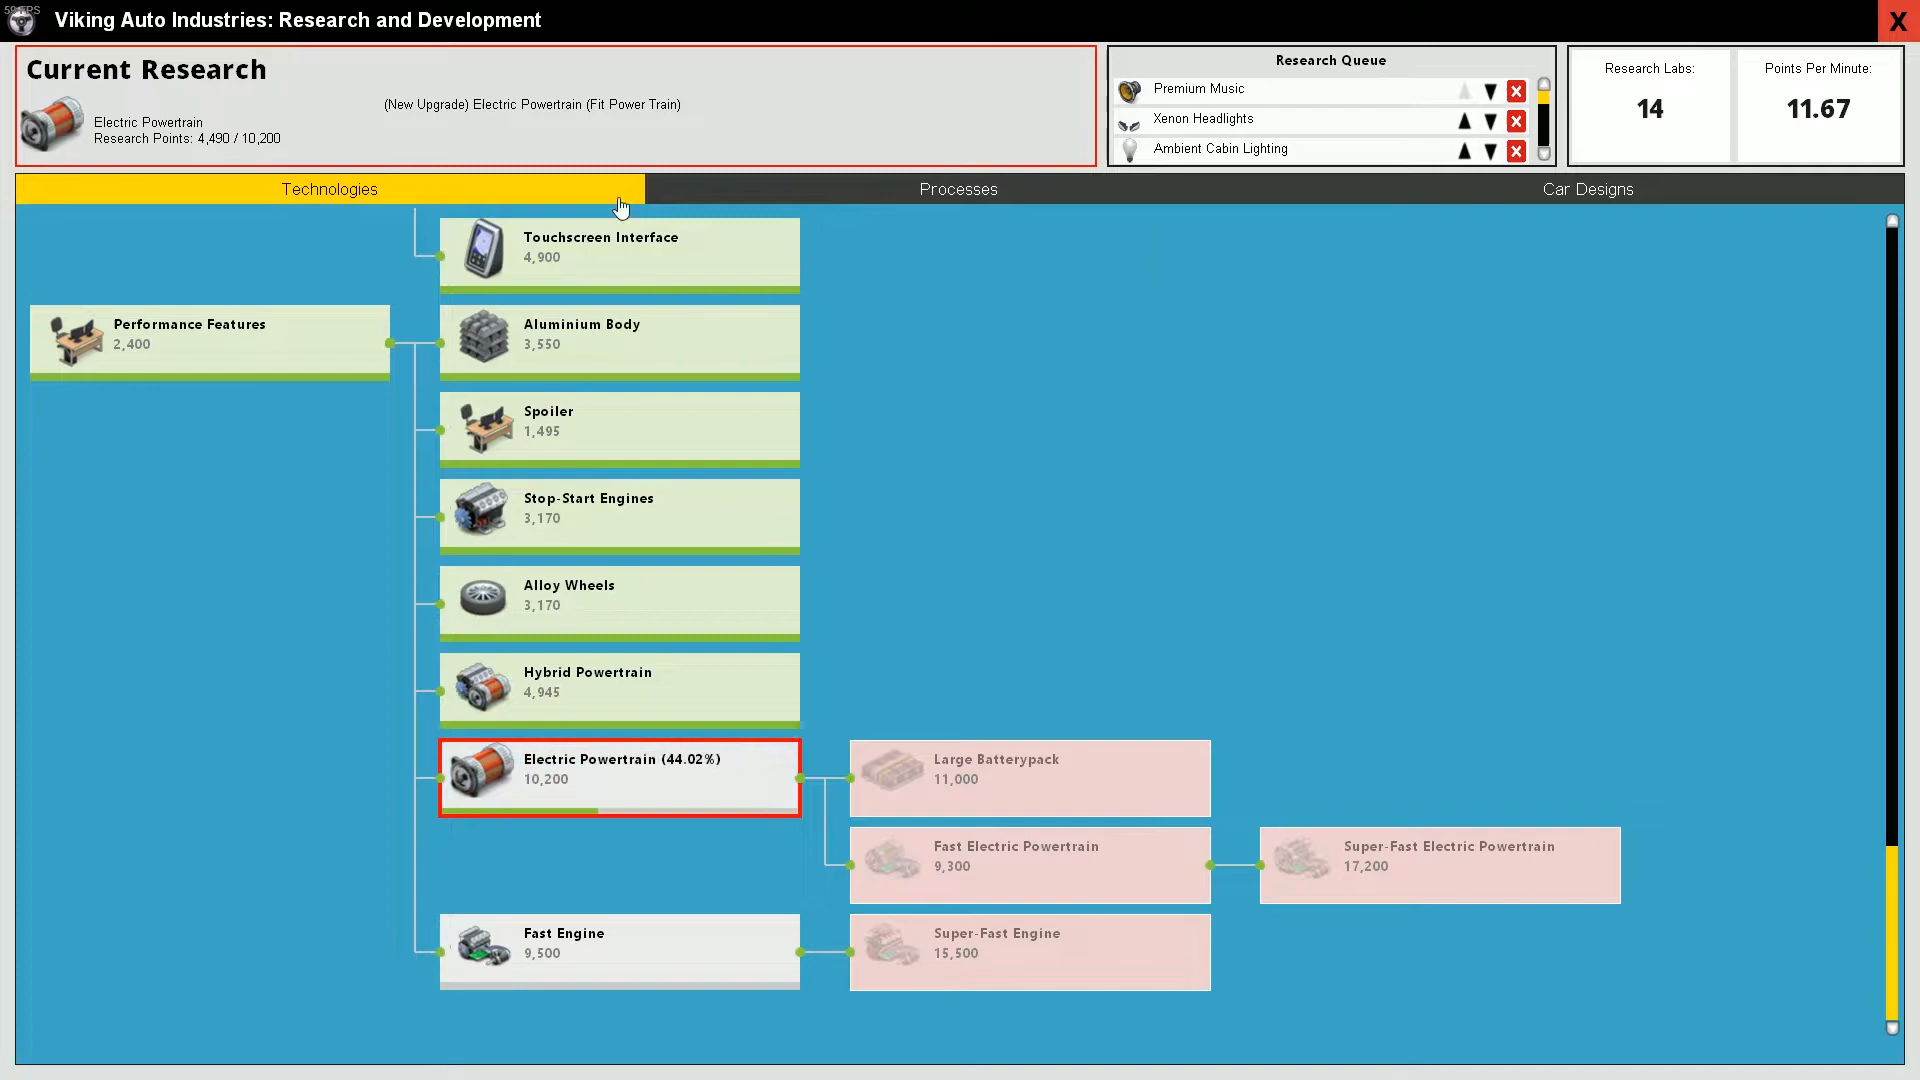 59 FPS
Viking Auto Industries: Research and Development
X
Current Research
(New Upgrade) Electric Powertrain (Fit Power Train)
Electric Powertrain
Research Points: 4,490 / 10,200
Research Queue
Premium Music
Xenon Headlights
Ambient Cabin Lighting
Research Labs:
14
Points Per Minute:
11.67
Technologies
Processes
Car Designs
Touchscreen Interface
4,900
Performance Features
2,400
Aluminium Body
3,550
Spoiler
1,495
Stop-Start Engines
3,170
Alloy Wheels
3,170
Hybrid Powertrain
4,945
Electric Powertrain (44.02%)
10,200
Large Batterypack
11,000
Fast Electric Powertrain
9,300
Super-Fast Electric Powertrain
17,200
Fast Engine
9,500
Super-Fast Engine
15,500